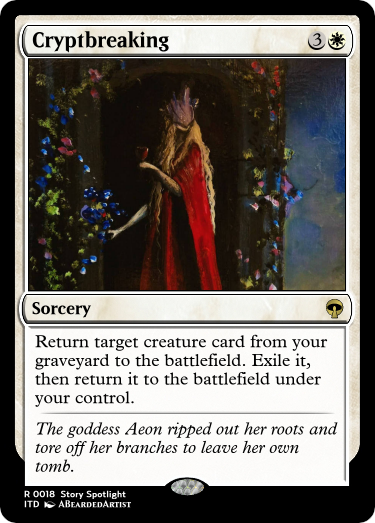 Cryptbreaking 3
Sorcery
Return target creature card from your
graveyard to the battlefield. Exile it,
then return it to the battlefield under
your control.
The goddess Aeon ripped out her roots and
tore off her branches to leave her own
tomb.
R 0018 Story Spotlight
ITD ABeardedArtist